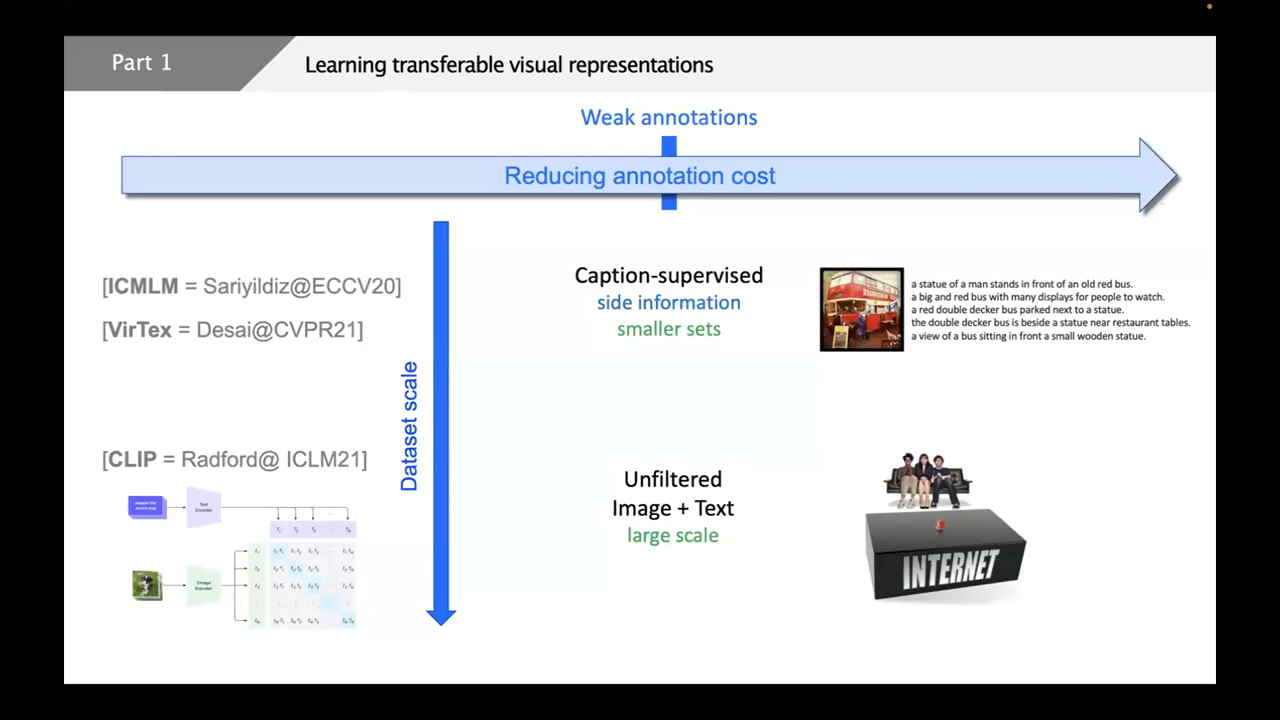 Part 1
Learning transferable visual representations
Weak annotations
Reducing annotation cost
[ICMLM = Sariyildiz@ECCV20]
[VirTex = Desai@CVPR21]
Caption-supervised
side information
smaller sets
a statue of a man stands in front of an old red bus.
a big and red bus with many displays for people to watch.
a red double decker bus parked next to a statue.
the double decker bus is beside a statue near restaurant tables.
a view of a bus sitting in front a small wooden statue.
Dataset scale
[CLIP = Radford@ ICLM21]
Text
Encoder
Image
Encoder
Unfiltered
Image + Text
large scale
INTERNET